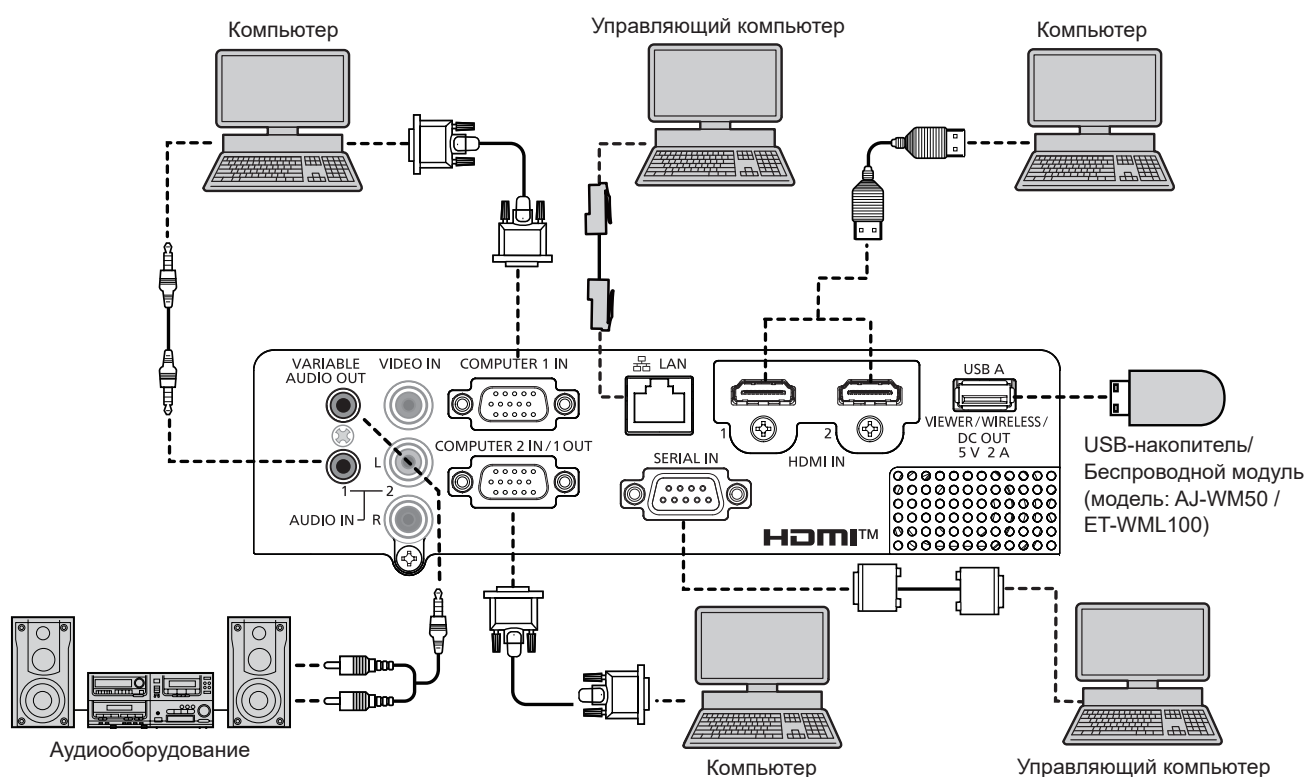 Компьютер
Управляющий компьютер
Компьютер
VARIABLE
AUDIO OUT
VIDEO IN
COMPUTER 1 IN
LAN
USB A
VIEWER/WIRELESS/
DC OUT
5 V 2 A
1
2
HDMI IN
COMPUTER 2 IN/1 OUT
SERIAL IN
L
1
2
AUDIO IN
R
HDMI™
USB-накопитель/
Беспроводной модуль
(модель: AJ-WM50 /
ET-WML100)
Аудиооборудование
Компьютер
Управляющий компьютер